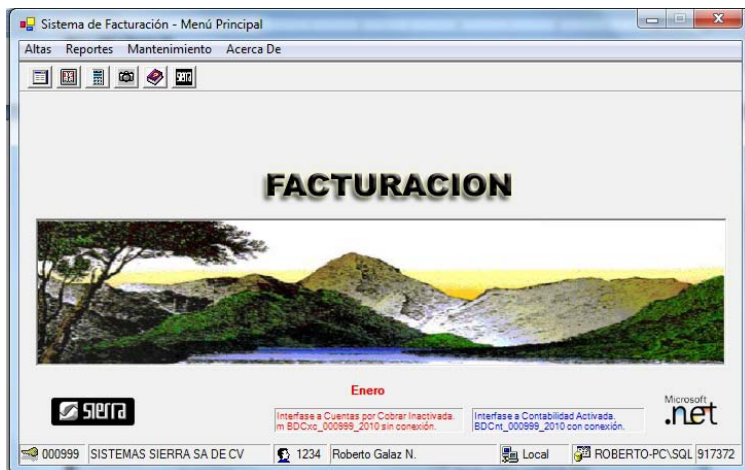 Sistema de Facturación - Menú Principal
Altas Reportes Mantenimiento Acerca De
FACTURACION
Enero
Interfase a Cuentas por Cobrar Inactivada.
m BDCxc_000999_2010 sin conexión.
Interfase a Contabilidad Activada.
BDCnt_000999_2010 con conexión.
sierra
Microsoft
.net
000999 SISTEMAS SIERRA SA DE CV 1234 Roberto Galaz N. Local ROBERTO-PC\SQL 917372